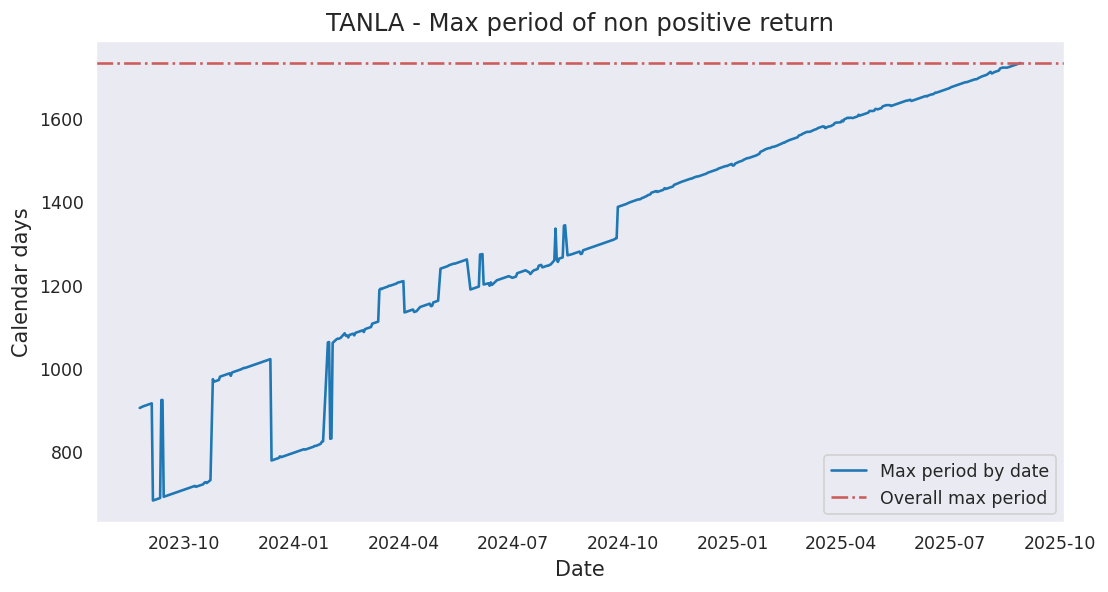 TANLA - Max period of non positive return
Calendar days
1600
1400
1200
1000
800
Max period by date
Overall max period
2023-10 2024-01 2024-04 2024-07 2024-10 2025-01 2025-04 2025-07 2025-10
Date